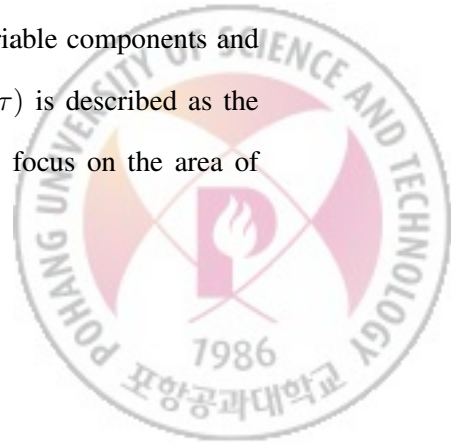 riable components and
τ) is described as the
focus on the area of
POHANG UNIVERSITY OF SCIENCE AND TECHNOLOGY
P
1986
포항공과대학교